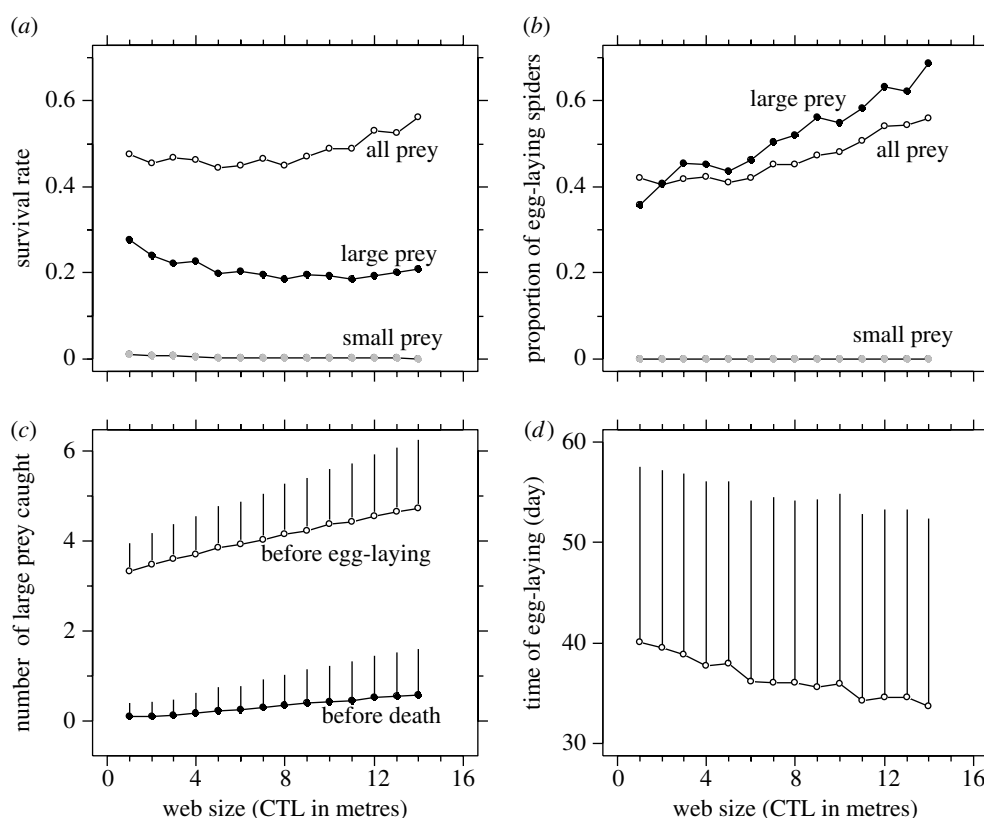 (a)
0.6
0.4
0.2
0
survival rate
all prey
large prey
small prey
(b)
0.6
0.4
0.2
0
proportion of egg-laying spiders
large prey
all prey
small prey
(c)
6
4
2
0
number of large prey caught
before egg-laying
before death
0 4 8 12 16
web size (CTL in metres)
(d)
60
50
40
30
time of egg-laying (day)
0 4 8 12 16
web size (CTL in metres)